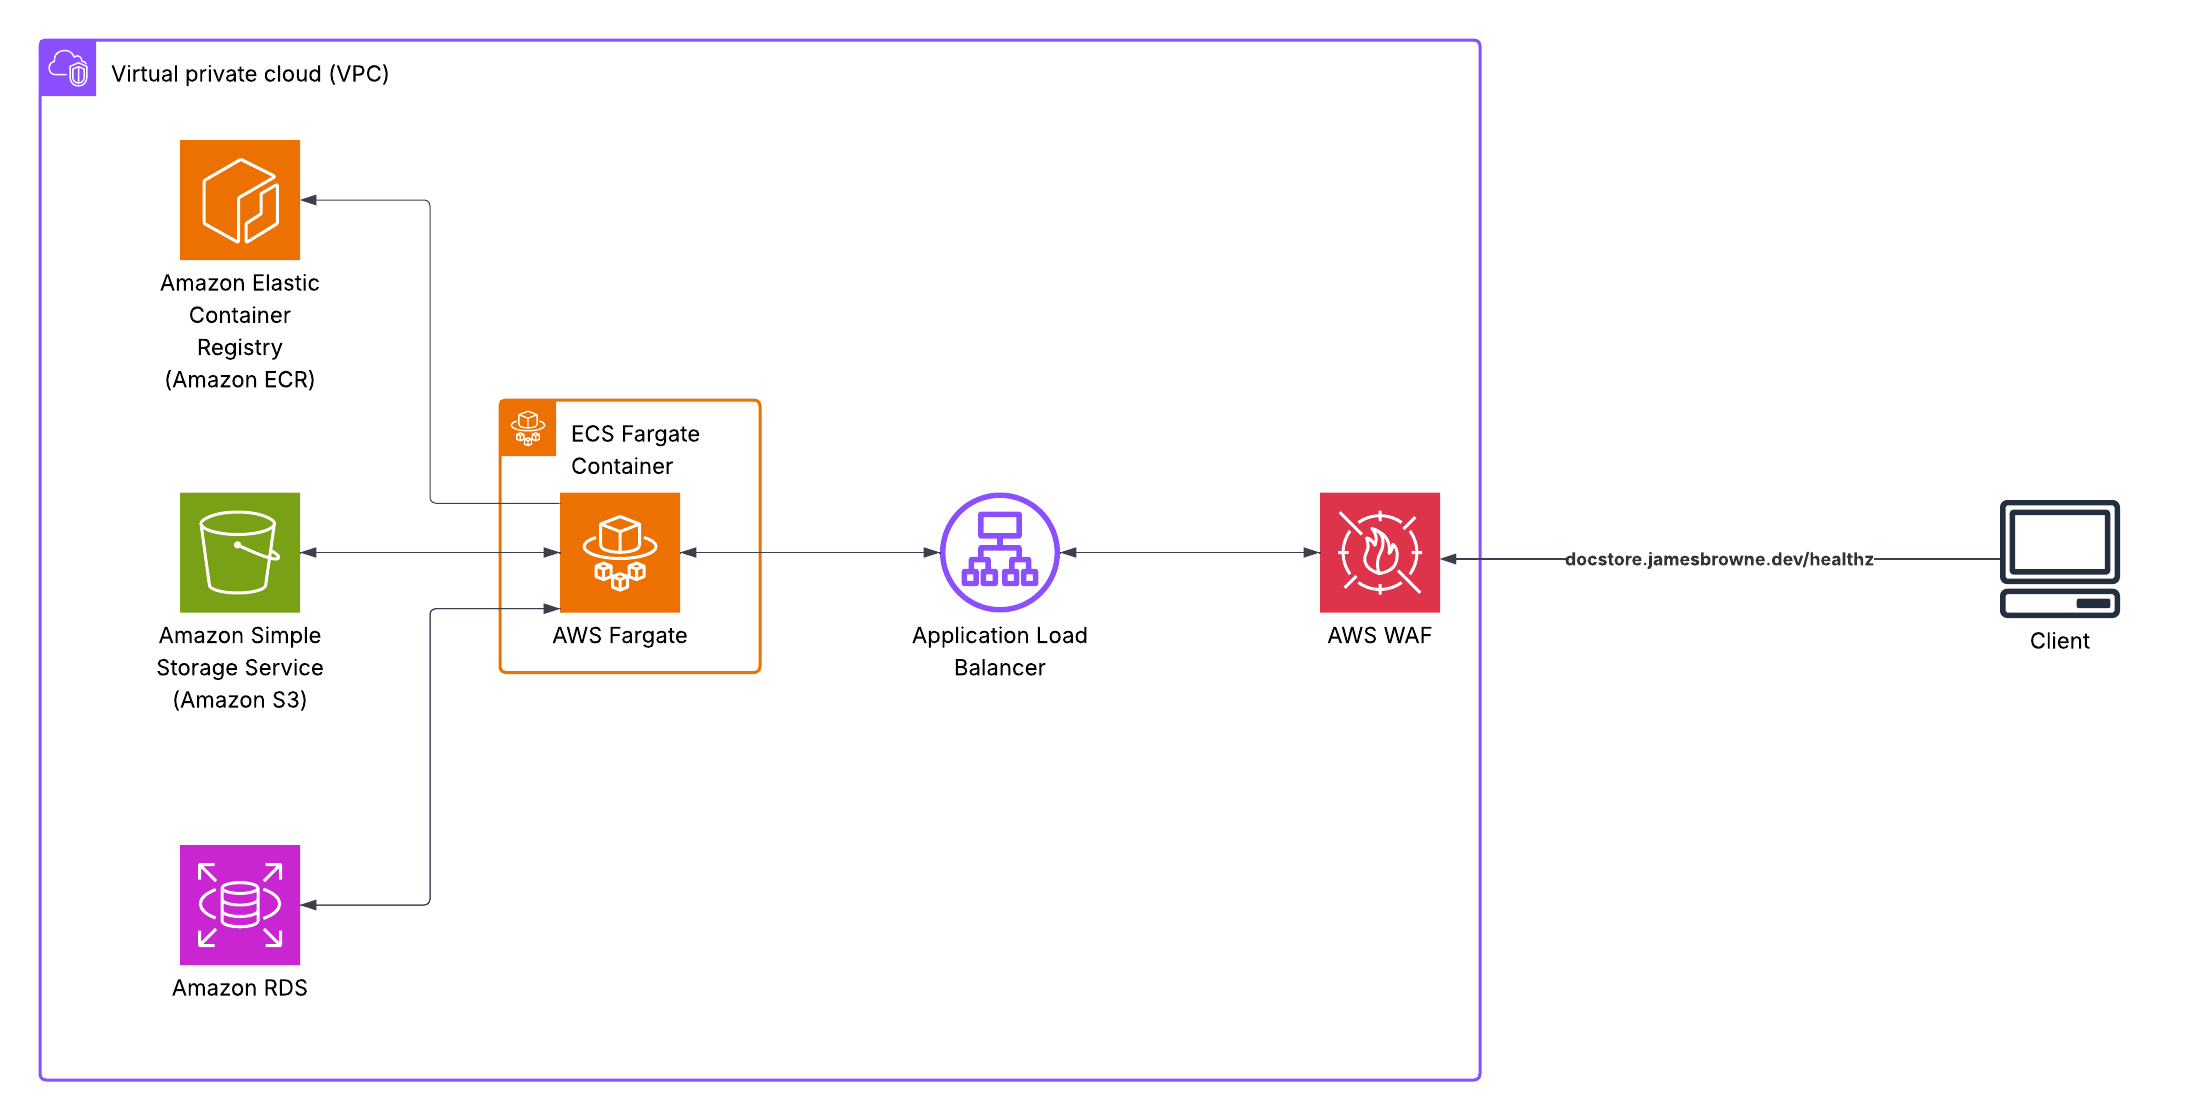 Virtual private cloud (VPC)
Amazon Elastic
Container
Registry
(Amazon ECR)
ECS Fargate
Container
AWS Fargate
Amazon Simple
Storage Service
(Amazon S3)
Application Load
Balancer
AWS WAF
docstore.jamesbrowne.dev/healthz
Client
Amazon RDS